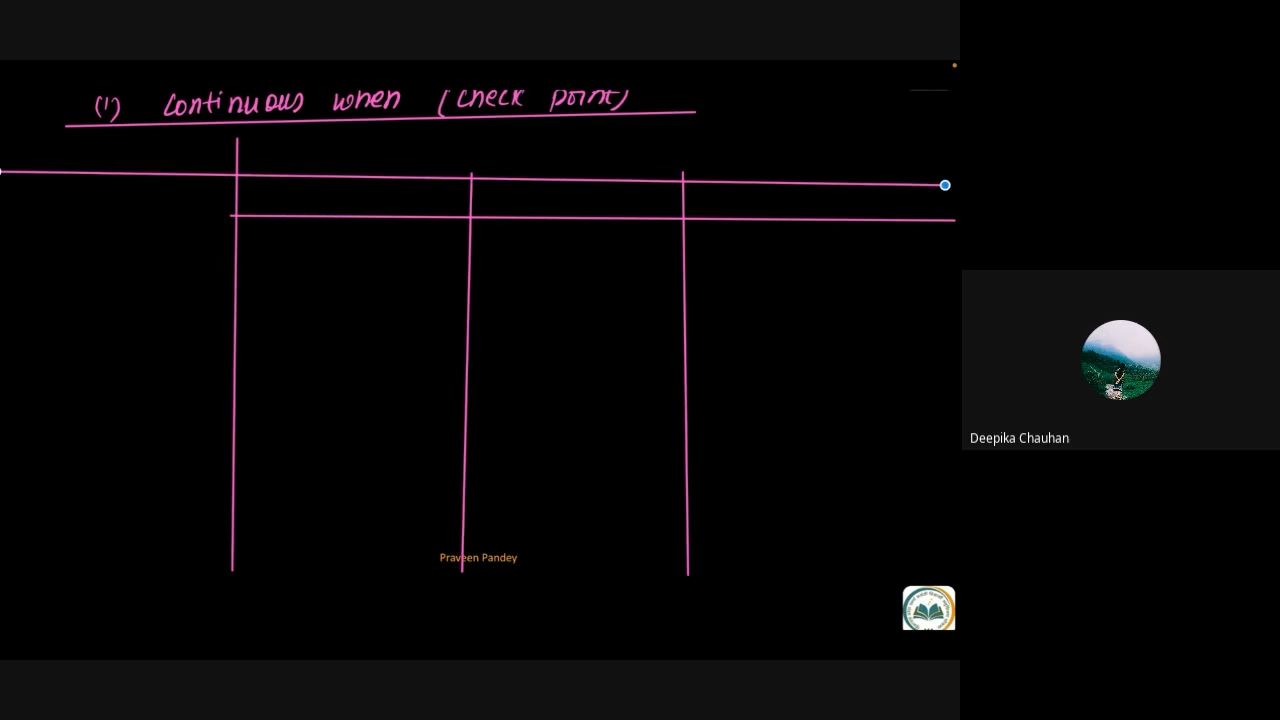 (1) Continuous when (Check point)
Deepika Chauhan
Praveen Pandey